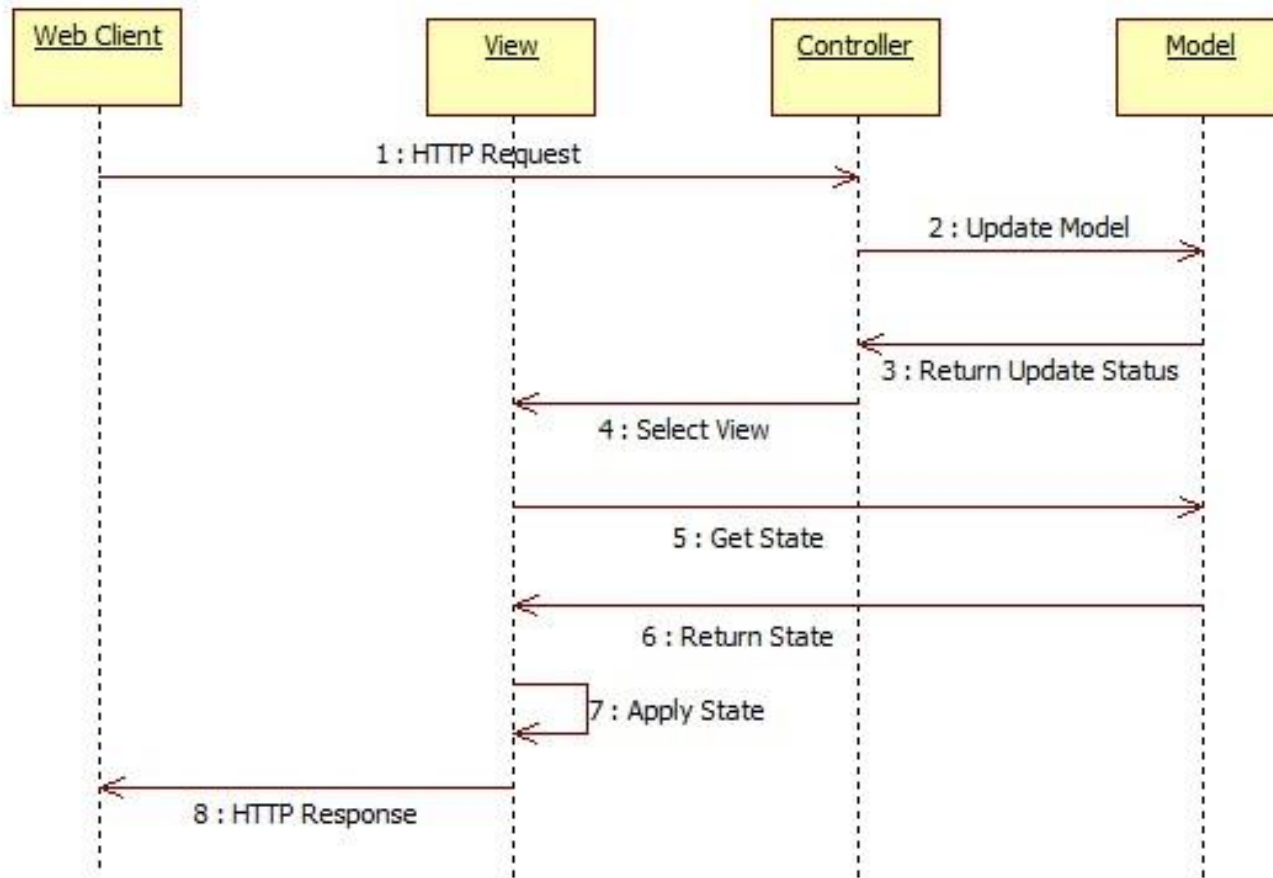 Web Client
View
Controller
Model
1 : HTTP Request
2 : Update Model
3 : Return Update Status
4 : Select View
5 : Get State
6 : Return State
7 : Apply State
8 : HTTP Response